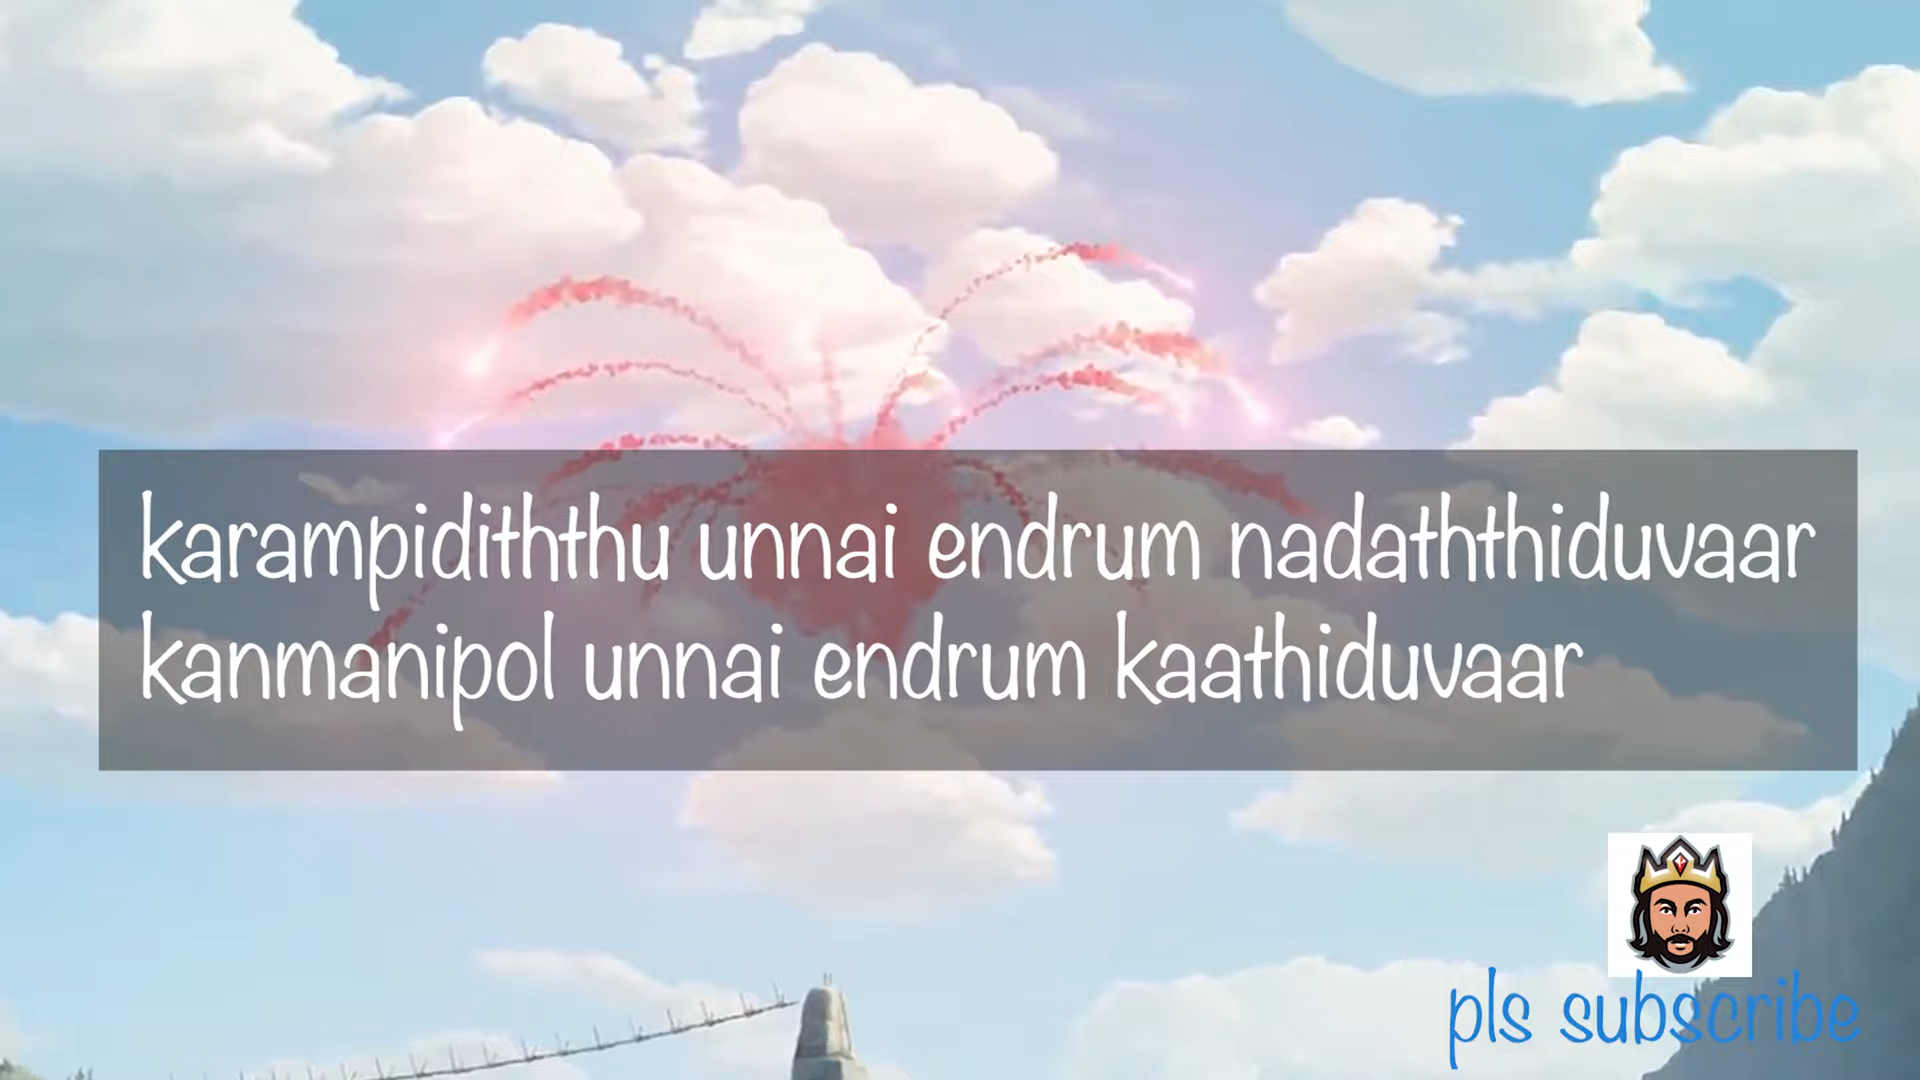 karampidiththu unnai endrum nadaththiduvaar
kanmanipol unnai endrum kaathiduvaar
pls subscribe